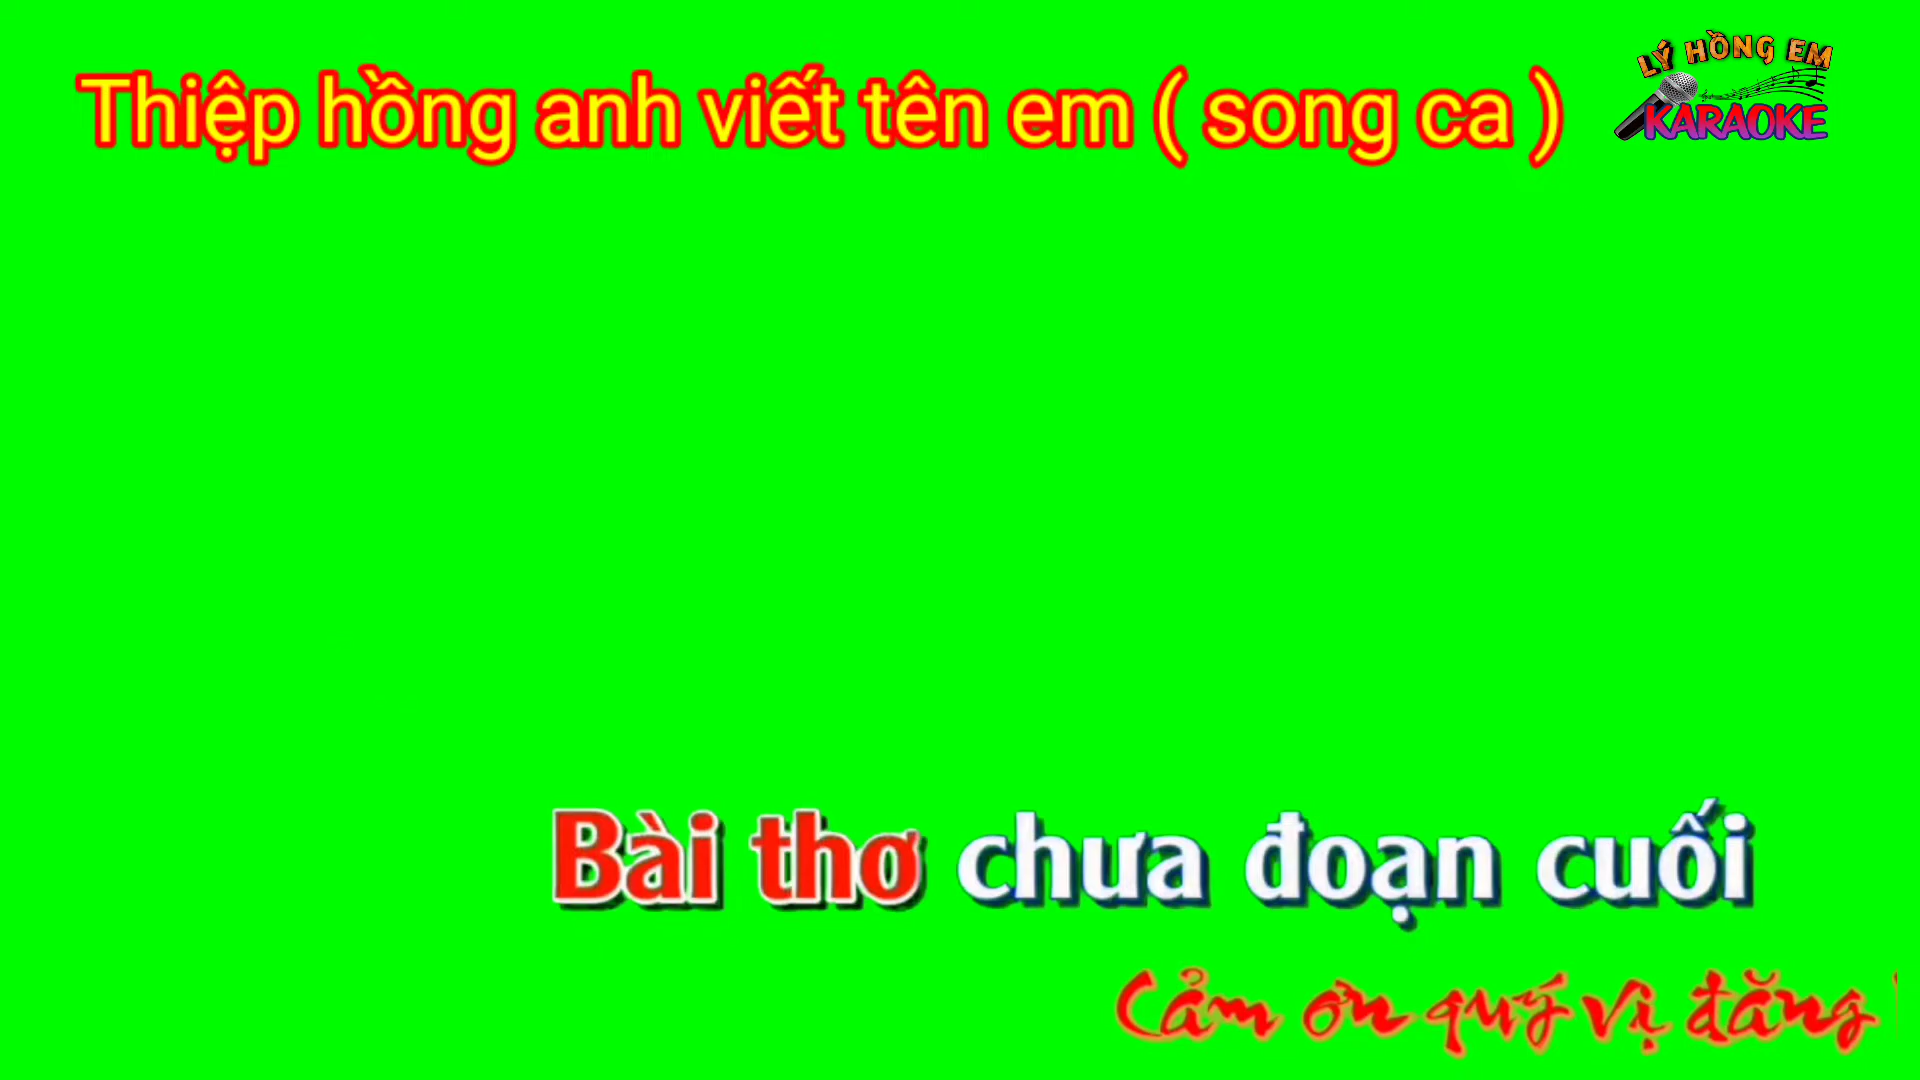 Thiệp hồng anh viết tên em ( song ca )
LÝ HỒNG EM
KARAOKE
Bài thơ chưa đoạn cuối
Cảm ơn quý vị đăng